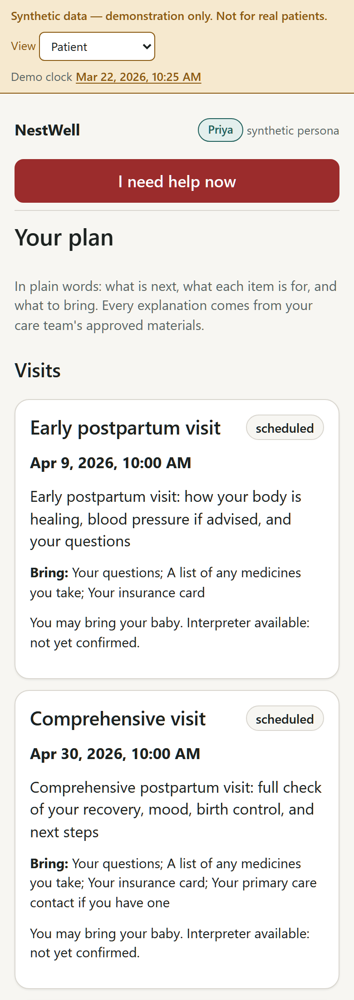 Synthetic data — demonstration only. Not for real patients.
View Patient
Demo clock Mar 22, 2026, 10:25 AM
NestWell Priya synthetic persona
I need help now
Your plan
In plain words: what is next, what each item is for, and
what to bring. Every explanation comes from your
care team's approved materials.
Visits
Early postpartum visit scheduled
Apr 9, 2026, 10:00 AM
Early postpartum visit: how your body is
healing, blood pressure if advised, and
your questions
Bring: Your questions; A list of any medicines
you take; Your insurance card
You may bring your baby. Interpreter available:
not yet confirmed.
Comprehensive visit scheduled
Apr 30, 2026, 10:00 AM
Comprehensive postpartum visit: full check
of your recovery, mood, birth control, and
next steps
Bring: Your questions; A list of any medicines
you take; Your insurance card; Your primary care
contact if you have one
You may bring your baby. Interpreter available:
not yet confirmed.